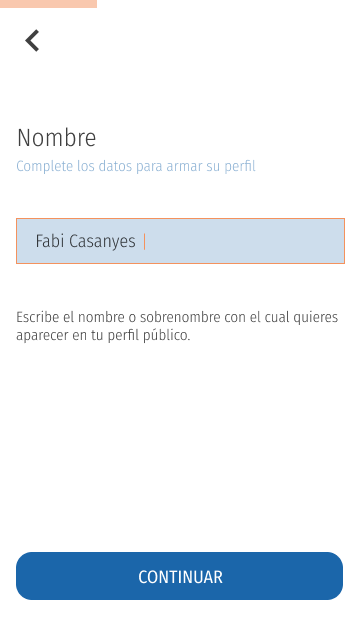 Nombre
Complete los datos para armar su perfil
Fabi Casanyes
Escribe el nombre o sobrenombre con el cual quieres
aparecer en tu perfil público.
CONTINUAR